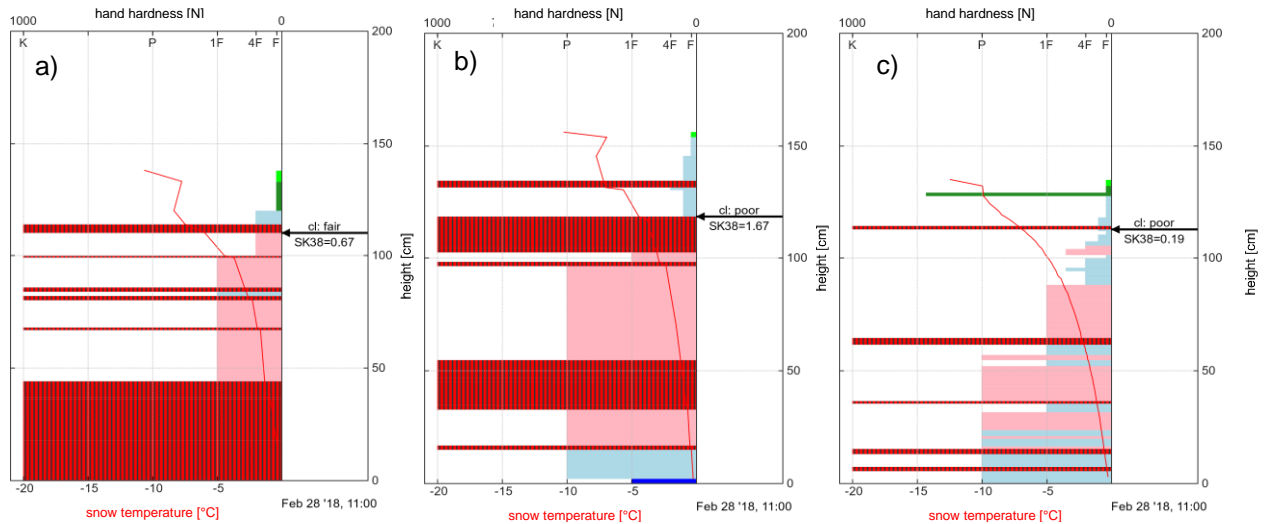 hand hardness [N]
1000 0
K P 1F 4F F
a)
200
150
100
50
0
cl: fair
SK38=0.67
height [cm]
-20 -15 -10 -5
Feb 28 '18, 11:00
snow temperature [°C]
hand hardness [N]
1000 0
K P 1F 4F F
b)
200
150
100
50
0
cl: poor
SK38=1.67
height [cm]
-20 -15 -10 -5
Feb 28 '18, 11:00
snow temperature [°C]
hand hardness [N]
1000 0
K P 1F 4F F
c)
200
150
100
50
0
cl: poor
SK38=0.19
height [cm]
-20 -15 -10 -5
Feb 28 '18, 11:00
snow temperature [°C]